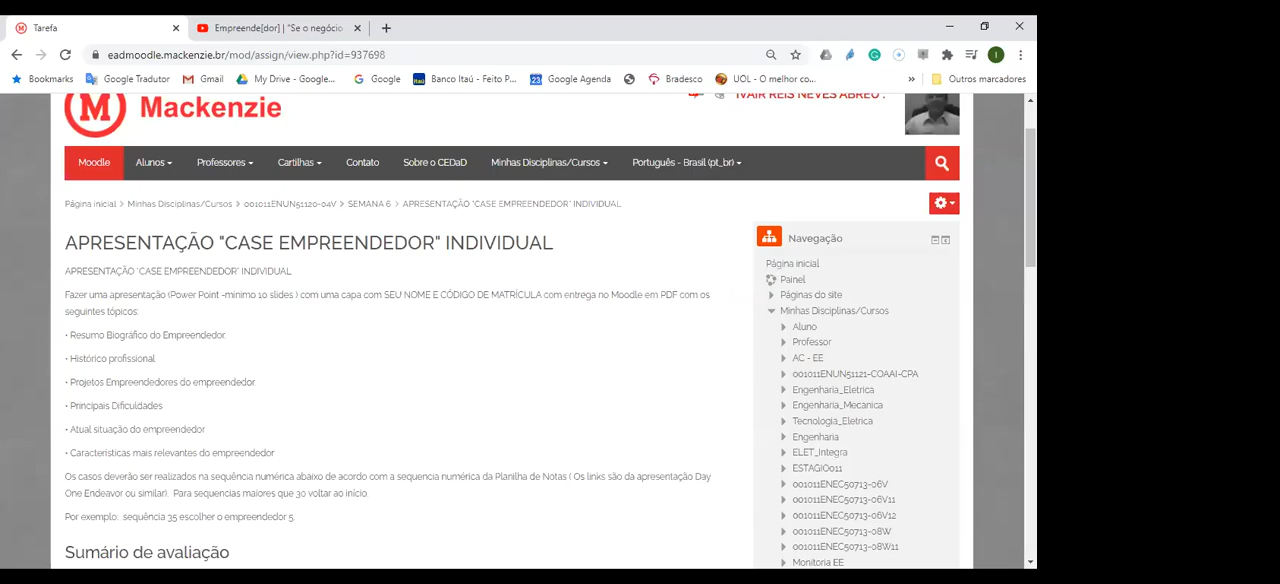 Tarefa
Empreende[dor] | "Se o negócio
eadmoodle.mackenzie.br/mod/assign/view.php?id=937698
Bookmarks
Google Tradutor
Gmail
My Drive - Google...
Google
Banco Itaú - Feito P...
Google Agenda
Bradesco
UOL - O melhor co...
»
Outros marcadores
M Mackenzie
IVAIR REIS NEVES ABREU .
Moodle
Alunos
Professores
Cartilhas
Contato
Sobre o CEDaD
Minhas Disciplinas/Cursos
Português - Brasil (pt_br)
Página inicial > Minhas Disciplinas/Cursos > 001011ENUN51120-04V > SEMANA 6 > APRESENTAÇÃO "CASE EMPREENDEDOR" INDIVIDUAL
APRESENTAÇÃO "CASE EMPREENDEDOR" INDIVIDUAL
APRESENTAÇÃO "CASE EMPREENDEDOR" INDIVIDUAL
Fazer uma apresentação (Power Point -minimo 10 slides ) com uma capa com SEU NOME E CÓDIGO DE MATRÍCULA com entrega no Moodle em PDF com os
seguintes tópicos:
• Resumo Biográfico do Empreendedor.
• Histórico profissional
• Projetos Empreendedores do empreendedor
• Principais Dificuldades
• Atual situação do empreendedor
• Características mais relevantes do empreendedor
Os casos deverão ser realizados na sequência numérica abaixo de acordo com a sequencia numérica da Planilha de Notas ( Os links são da apresentação Day
One Endeavor ou similar). Para sequencias maiores que 30 voltar ao início.
Por exemplo: sequência 35 escolher o empreendedor 5.
Sumário de avaliação
Navegação
Página inicial
Painel
Páginas do site
Minhas Disciplinas/Cursos
Aluno
Professor
AC - EE
001011ENUN51121-COAAI-CPA
Engenharia_Eletrica
Engenharia_Mecanica
Tecnologia_Eletrica
Engenharia
ELET_Integra
ESTAGIO011
001011ENEC50713-06V
001011ENEC50713-06V11
001011ENEC50713-06V12
001011ENEC50713-08W
001011ENEC50713-08W11
Monitoria EE